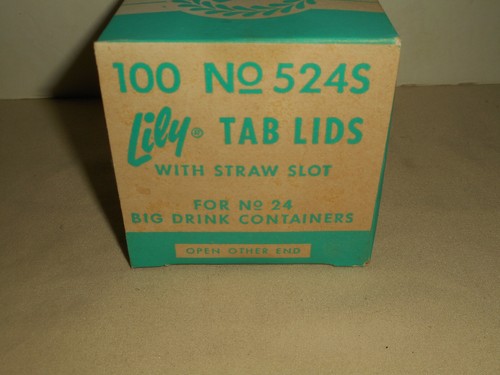 100 Nº 524S
Lily® TAB LIDS
WITH STRAW SLOT
FOR Nº 24
BIG DRINK CONTAINERS
OPEN OTHER END